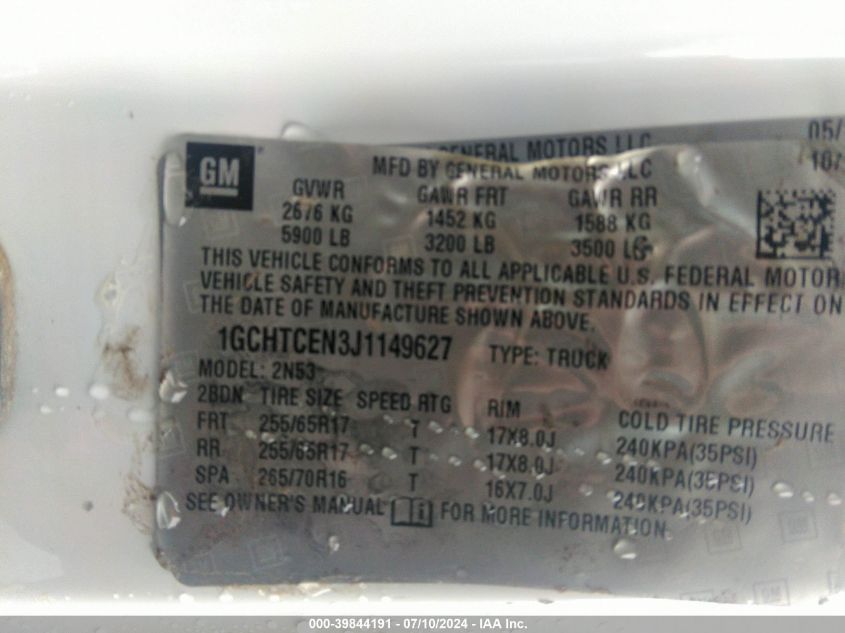 GENERAL MOTORS LLC 05/
GM MFD BY GENERAL MOTORS LLC 10/
GVWR GAWR FRT GAWR RR
2676 KG 1452 KG 1588 KG
5900 LB 3200 LB 3500 LB
THIS VEHICLE CONFORMS TO ALL APPLICABLE U.S. FEDERAL MOTOR
VEHICLE SAFETY AND THEFT PREVENTION STANDARDS IN EFFECT ON
THE DATE OF MANUFACTURE SHOWN ABOVE.
1GCHTCEN3J1149627 TYPE: TRUCK
MODEL: 2N53
2BDN TIRE SIZE SPEED RTG RIM COLD TIRE PRESSURE
FRT 255/65R17 T 17X8.0J 240KPA(35PSI)
RR 255/65R17 T 17X8.0J 240KPA(35PSI)
SPA 265/70R16 T 16X7.0J 240KPA(35PSI)
SEE OWNER'S MANUAL FOR MORE INFORMATION
000-39844191 - 07/10/2024 - IAA Inc.